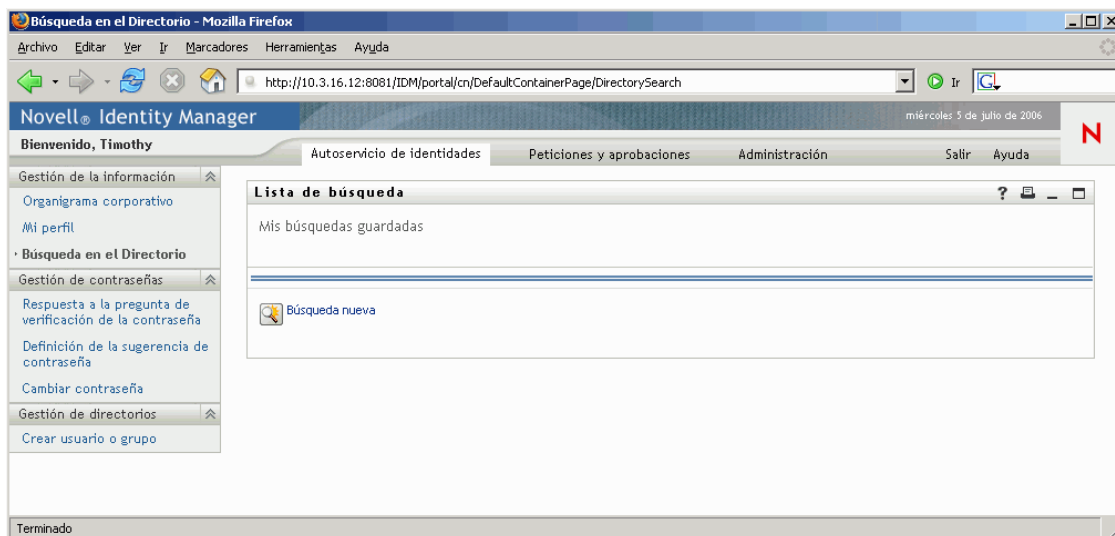 Búsqueda en el Directorio - Mozilla Firefox
Archivo Editar Ver Ir Marcadores Herramientas Ayuda
http://10.3.16.12:8081/IDM/portal/cn/DefaultContainerPage/DirectorySearch Ir G
Novell® Identity Manager miércoles 5 de julio de 2006
N
Bienvenido, Timothy
Autoservicio de identidades Peticiones y aprobaciones Administración Salir Ayuda
Gestión de la información
Organigrama corporativo
Mi perfil
Búsqueda en el Directorio
Gestión de contraseñas
Respuesta a la pregunta de
verificación de la contraseña
Definición de la sugerencia de
contraseña
Cambiar contraseña
Gestión de directorios
Crear usuario o grupo
Lista de búsqueda ?
Mis búsquedas guardadas
Búsqueda nueva
Terminado